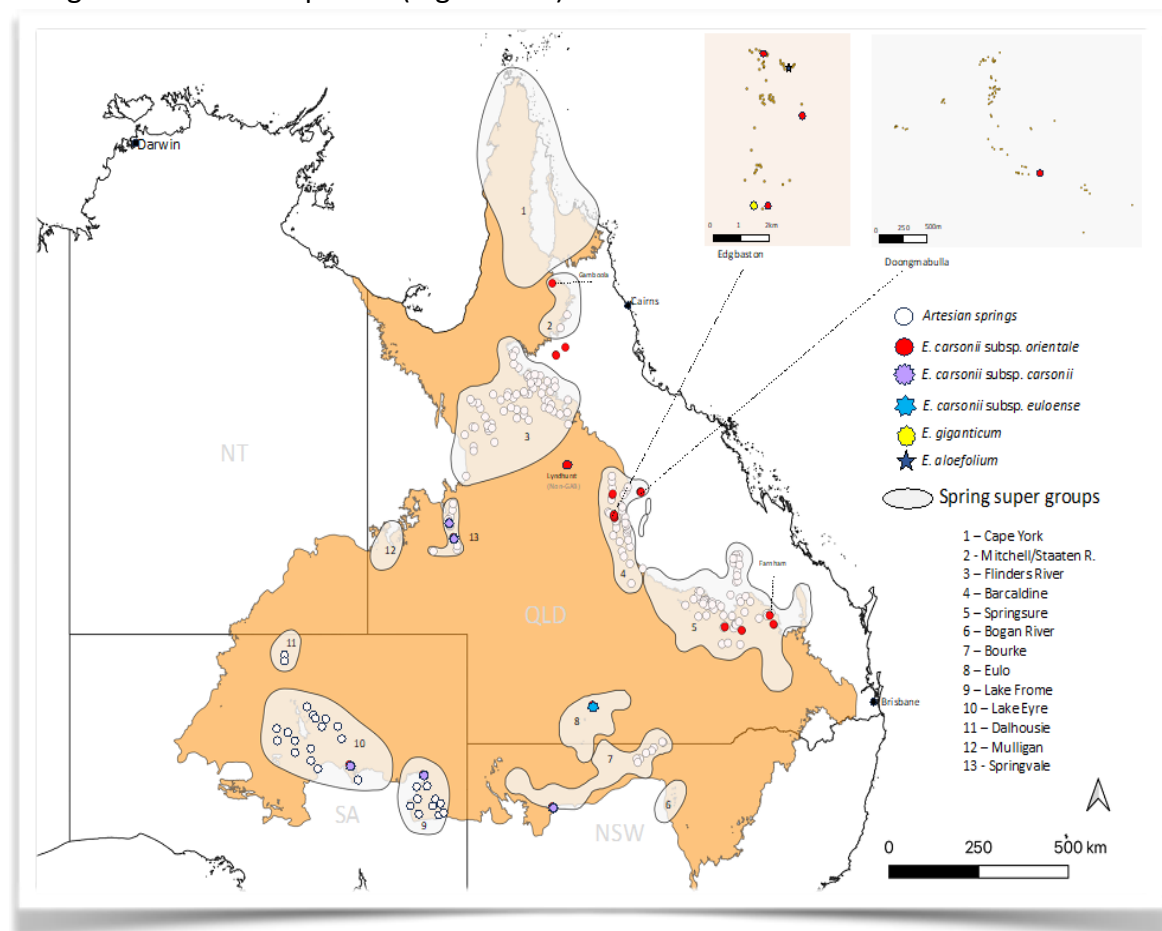 Darwin
1
Gamboola
2
Cairns
3
NT
Lyndhurst
(Non-GAB)
12
13
4
QLD
Farnham
5
11
10
8
7
Brisbane
SA
9
6
NSW
0 1 2km
Edgbaston
0 250 500m
Doongmabulla
Artesian springs
E. carsonii subsp. orientale
E. carsonii subsp. carsonii
E. carsonii subsp. euloense
E. giganticum
E. aloefolium
Spring super groups
1 – Cape York
2 - Mitchell/Staaten R.
3 – Flinders River
4 – Barcaldine
5 – Springsure
6 – Bogan River
7 – Bourke
8 – Eulo
9 – Lake Frome
10 – Lake Eyre
11 – Dalhousie
12 – Mulligan
13 - Springvale
0 250 500 km